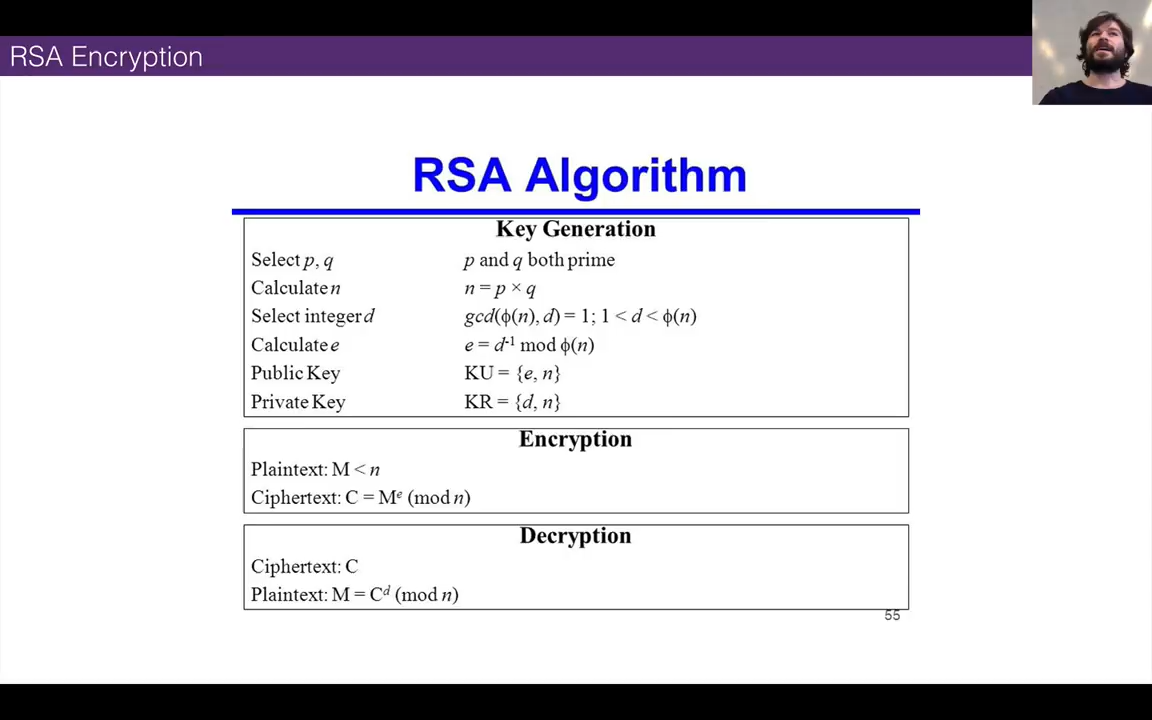 RSA Encryption
RSA Algorithm
Key Generation
Select p, q p and q both prime
Calculate n n = p × q
Select integer d gcd(ϕ(n), d) = 1; 1 < d < ϕ(n)
Calculate e e = d⁻¹ mod ϕ(n)
Public Key KU = {e, n}
Private Key KR = {d, n}
Encryption
Plaintext: M < n
Ciphertext: C = Mᵉ (mod n)
Decryption
Ciphertext: C
Plaintext: M = Cᵈ (mod n)
55